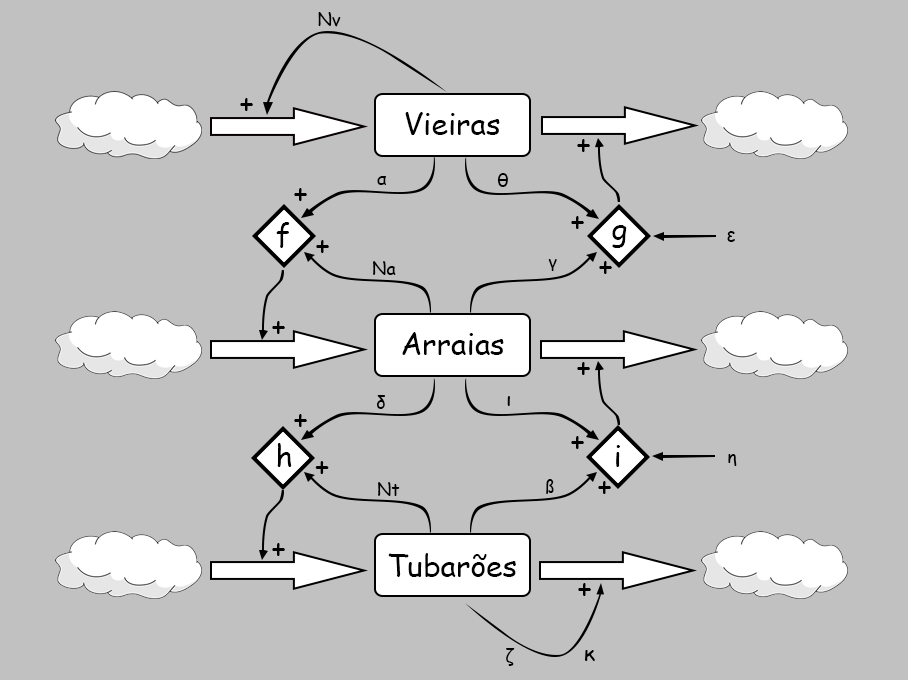 Nv
+
Vieiras
+
α
θ
+
f
+
+
g
ε
+
Na
γ
+
Arraias
+
δ
ι
+
h
+
+
i
η
+
Nt
β
+
Tubarões
+
ζ
κ